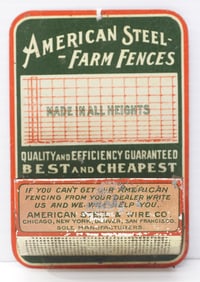 AMERICAN STEEL
FARM FENCES
MADE IN ALL HEIGHTS
QUALITY AND EFFICIENCY GUARANTEED
BEST AND CHEAPEST
IF YOU CAN'T GET OUR AMERICAN
FENCING FROM YOUR DEALER WRITE
US AND WE WILL HELP YOU.
AMERICAN STEEL & WIRE CO.
CHICAGO, NEW YORK, DENVER, SAN FRANCISCO.
SOLE MANUFACTURERS.